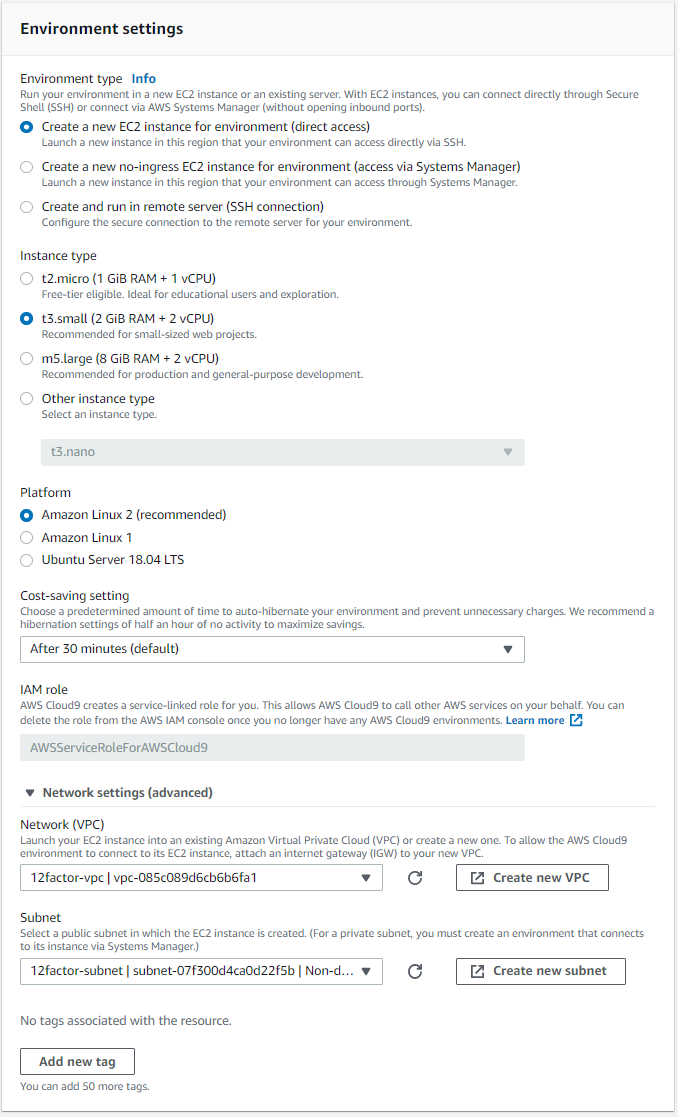 Environment settings
Environment type Info
Run your environment in a new EC2 instance or an existing server. With EC2 instances, you can connect directly through Secure
Shell (SSH) or connect via AWS Systems Manager (without opening inbound ports).
Create a new EC2 instance for environment (direct access)
Launch a new instance in this region that your environment can access directly via SSH.
Create a new no-ingress EC2 instance for environment (access via Systems Manager)
Launch a new instance in this region that your environment can access through Systems Manager.
Create and run in remote server (SSH connection)
Configure the secure connection to the remote server for your environment.
Instance type
t2.micro (1 GiB RAM + 1 vCPU)
Free-tier eligible. Ideal for educational users and exploration.
t3.small (2 GiB RAM + 2 vCPU)
Recommended for small-sized web projects.
m5.large (8 GiB RAM + 2 vCPU)
Recommended for production and general-purpose development.
Other instance type
Select an instance type.
t3.nano
Platform
Amazon Linux 2 (recommended)
Amazon Linux 1
Ubuntu Server 18.04 LTS
Cost-saving setting
Choose a predetermined amount of time to auto-hibernate your environment and prevent unnecessary charges. We recommend a
hibernation settings of half an hour of no activity to maximize savings.
After 30 minutes (default)
IAM role
AWS Cloud9 creates a service-linked role for you. This allows AWS Cloud9 to call other AWS services on your behalf. You can
delete the role from the AWS IAM console once you no longer have any AWS Cloud9 environments. Learn more
AWSServiceRoleForAWSCloud9
Network settings (advanced)
Network (VPC)
Launch your EC2 instance into an existing Amazon Virtual Private Cloud (VPC) or create a new one. To allow the AWS Cloud9
environment to connect to its EC2 instance, attach an internet gateway (IGW) to your new VPC.
12factor-vpc | vpc-085c089d6cb6b6fa1 Create new VPC
Subnet
Select a public subnet in which the EC2 instance is created. (For a private subnet, you must create an environment that connects
to its instance via Systems Manager.)
12factor-subnet | subnet-07f300d4ca0d22f5b | Non-d... Create new subnet
No tags associated with the resource.
Add new tag
You can add 50 more tags.